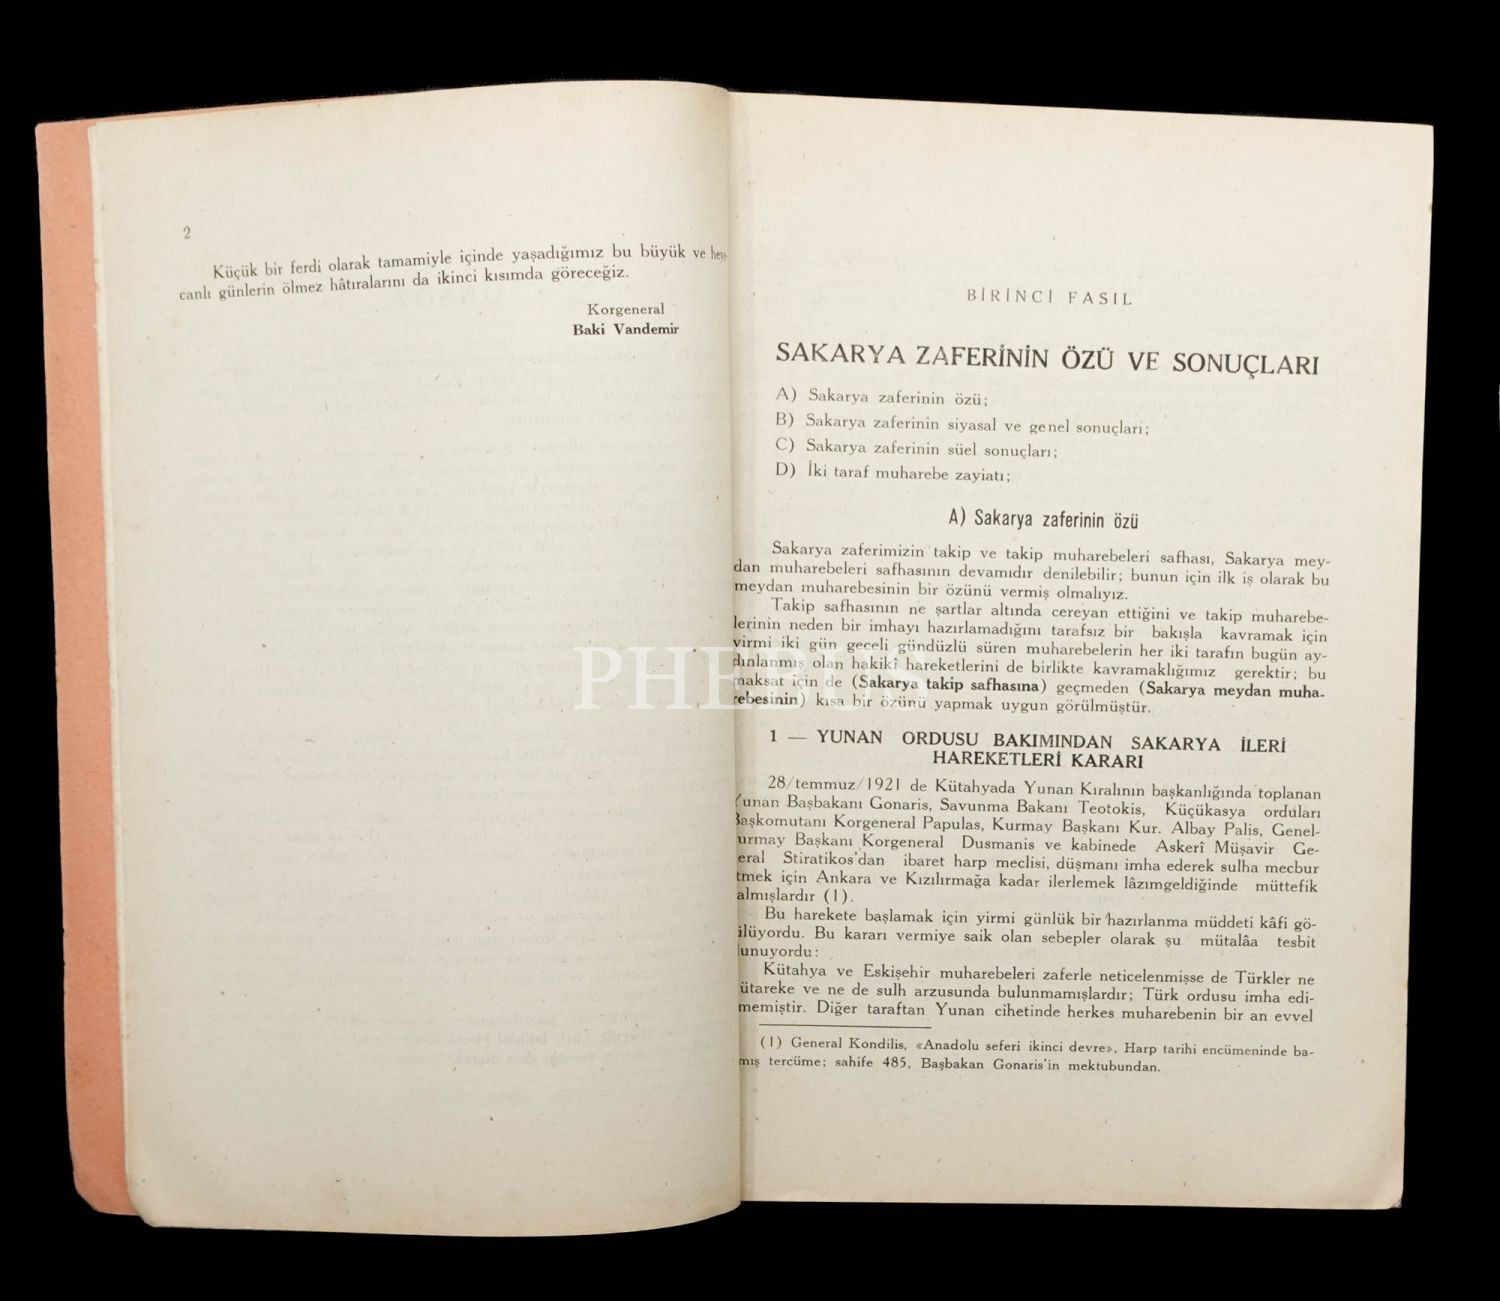 2
Küçük bir ferdi olarak tamamiyle içinde yaşadığımız bu büyük ve heye-
canlı günlerin ölmez hâtıralarını da ikinci kısımda göreceğiz.
Korgeneral
Baki Vandemir
BİRİNCİ FASIL
SAKARYA ZAFERİNİN ÖZÜ VE SONUÇLARI
A) Sakarya zaferinin özü;
B) Sakarya zaferinin siyasal ve genel sonuçları;
C) Sakarya zaferinin süel sonuçları;
D) İki taraf muharebe zayiatı;
A) Sakarya zaferinin özü
Sakarya zaferimizin takip ve takip muharebeleri safhası, Sakarya mey-
dan muharebeleri safhasının devamıdır denilebilir; bunun için ilk iş olarak bu
meydan muharebesinin bir özünü vermiş olmalıyız.
Takip safhasının ne şartlar altında cereyan ettiğini ve takip muharebe-
lerinin neden bir imhayı hazırlamadığını tarafsız bir bakışla kavramak için
yirmi iki gün geceli gündüzlü süren muharebelerin her iki tarafın bugün ay-
dınlanmış olan hakikî hareketlerini de birlikte kavramaklığımız gerektir; bu
maksat için de (Sakarya takip safhasına) geçmeden (Sakarya meydan muha-
rebesinin) kısa bir özünü yapmak uygun görülmüştür.
PHEBUS
1 — YUNAN ORDUSU BAKIMINDAN SAKARYA İLERİ
HAREKETLERİ KARARI
28/temmuz/1921 de Kütahyada Yunan Kıralının başkanlığında toplanan
Yunan Başbakanı Gonaris, Savunma Bakanı Teotokis, Küçükasya orduları
Başkomutanı Korgeneral Papulas, Kurmay Başkanı Kur. Albay Palis, Genel-
urmay Başkanı Korgeneral Dusmanis ve kabinede Askerî Müşavir Ge-
eral Stiratikos'dan ibaret harp meclisi, düşmanı imha ederek sulha mecbur
tmek için Ankara ve Kızılırmağa kadar ilerlemek lâzımgeldiğinde müttefik
almışlardır (1).
Bu harekete başlamak için yirmi günlük bir hazırlanma müddeti kâfi gö-
ülüyordu. Bu kararı vermiye saik olan sebepler olarak şu mütalâa tesbit
lunuyordu:
Kütahya ve Eskişehir muharebeleri zaferle neticelenmişse de Türkler ne
ütareke ve ne de sulh arzusunda bulunmamışlardır; Türk ordusu imha edi-
memiştir. Diğer taraftan Yunan cihetinde herkes muharebenin bir an evvel
(1) General Kondilis, «Anadolu seferi ikinci devre», Harp tarihi encümeninde ba-
mış tercüme; sahife 485, Başbakan Gonaris'in mektubundan.